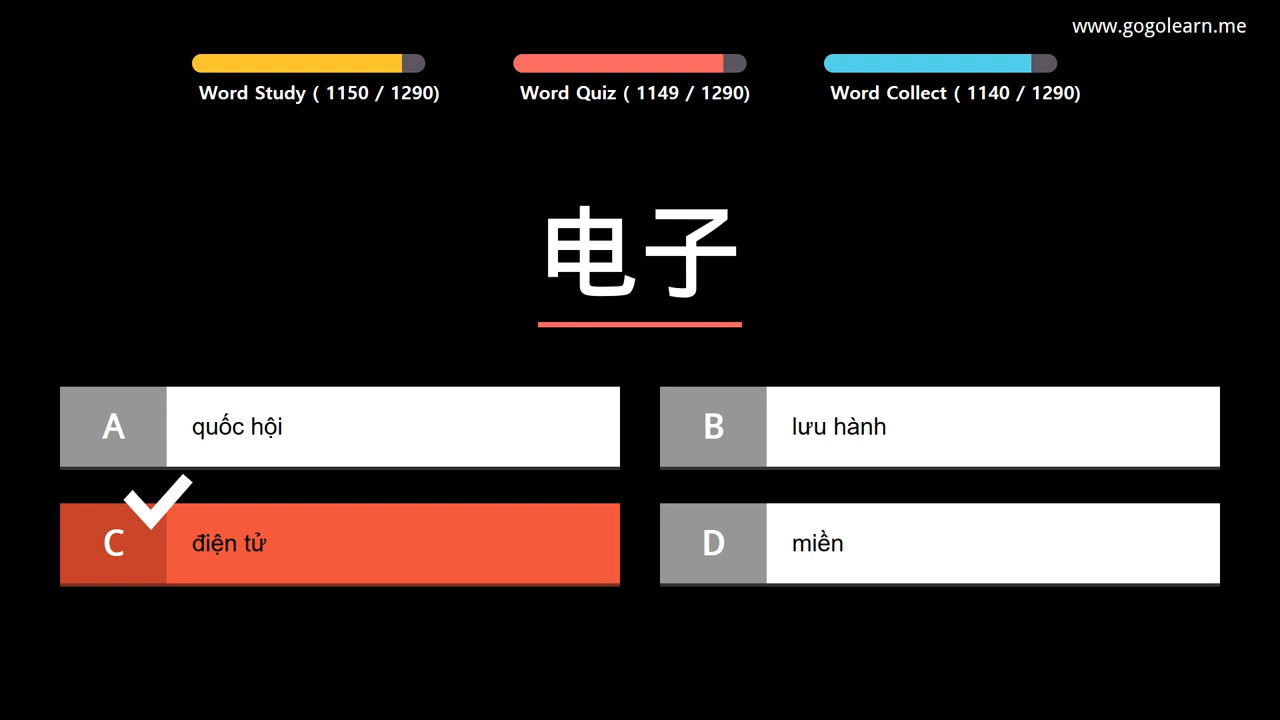 www.gogolearn.me
Word Study ( 1150 / 1290)
Word Quiz ( 1149 / 1290)
Word Collect ( 1140 / 1290)
电子
A quốc hội
B lưu hành
C điện tử
D miền